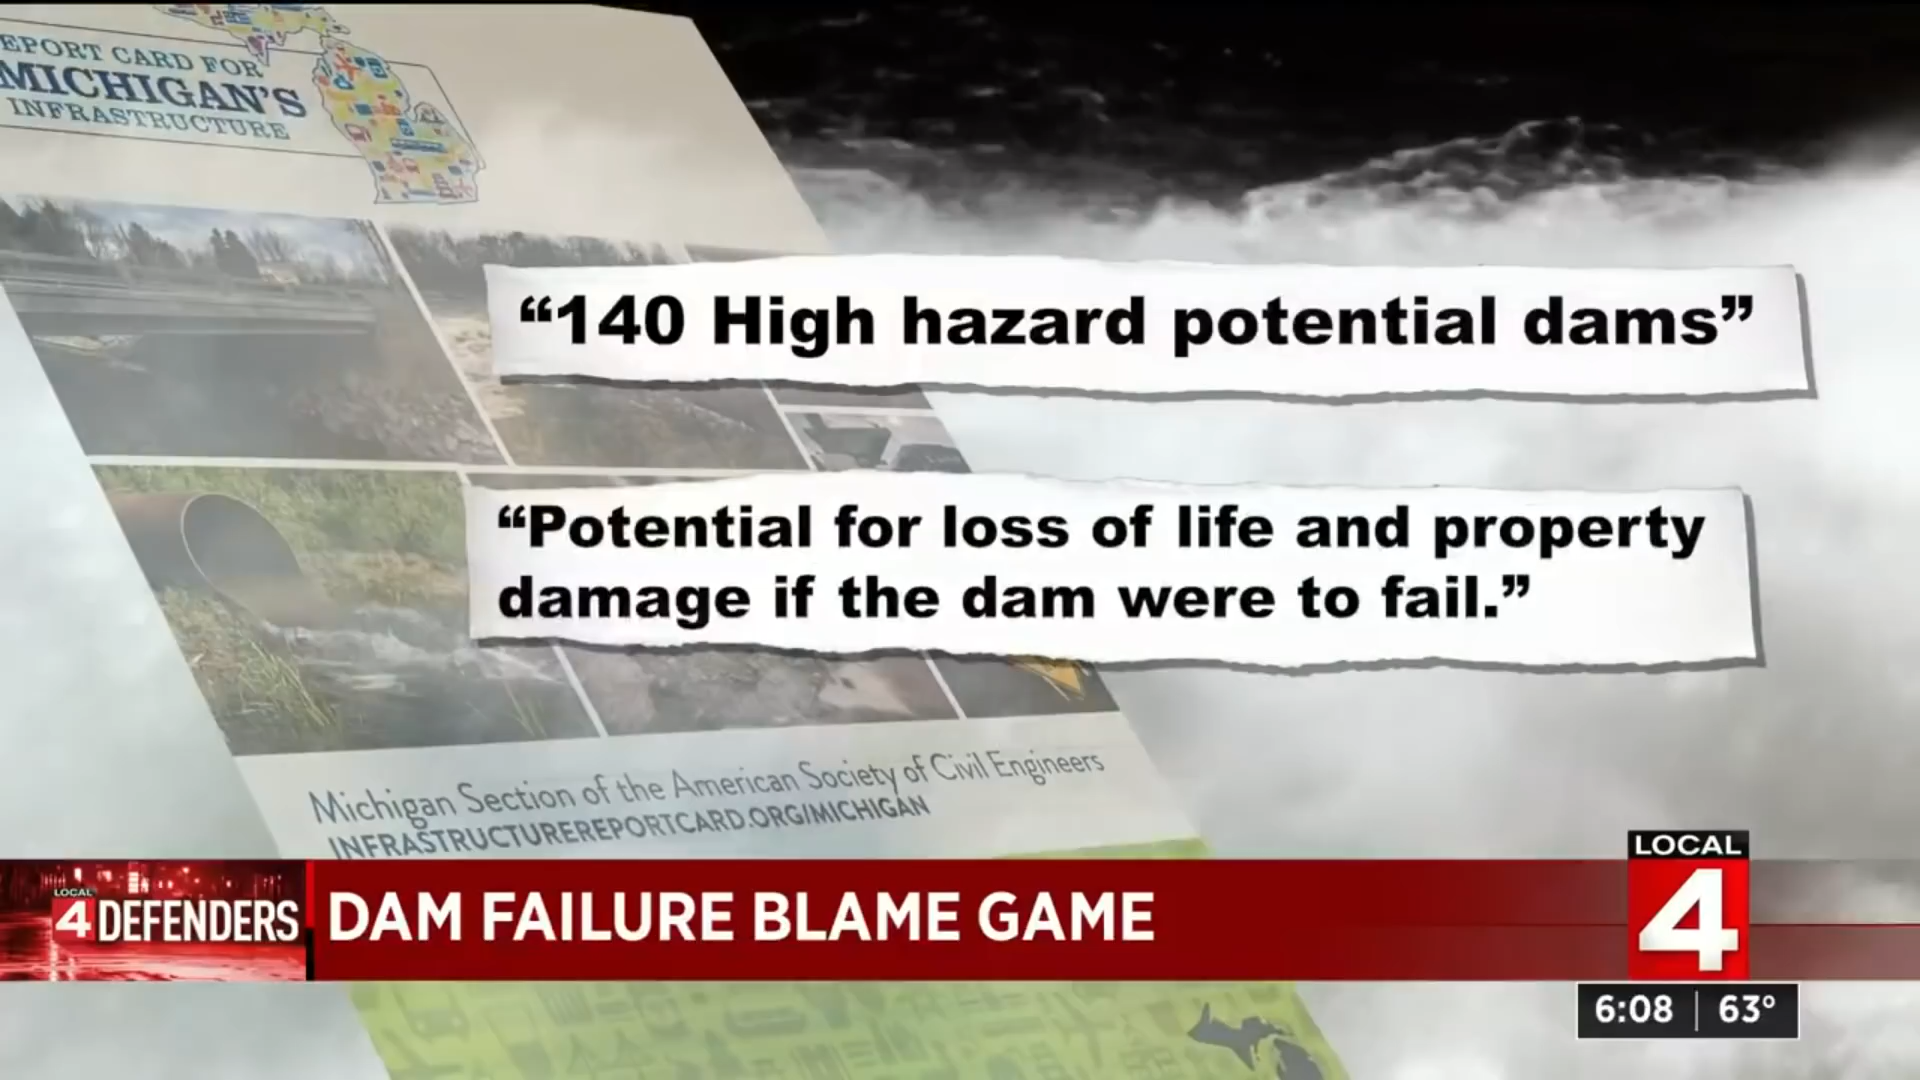 EPORT CARD FOR
MICHIGAN'S
INFRASTRUCTURE
“140 High hazard potential dams”
“Potential for loss of life and property
damage if the dam were to fail.”
Michigan Section of the American Society of Civil Engineers
INFRASTRUCTUREREPORTCARD.ORG/MICHIGAN
LOCAL
4 DEFENDERS
DAM FAILURE BLAME GAME
LOCAL
4
6:08 63°